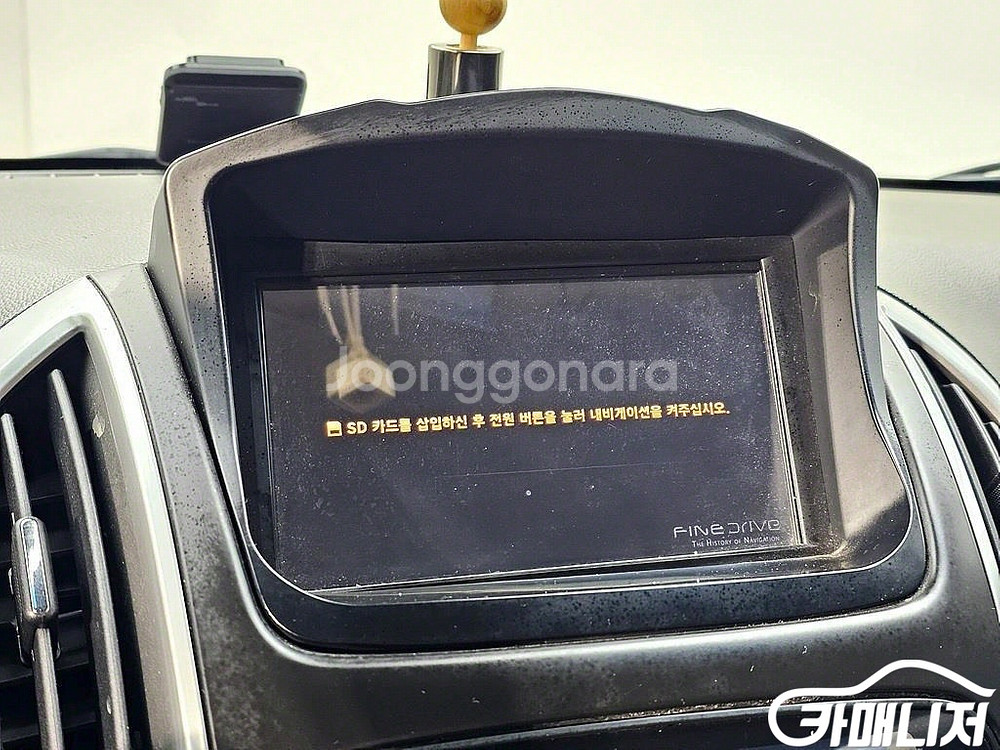 Joonggonara
SD 카드를 삽입하신 후 전원 버튼을 눌러 내비게이션을 켜주십시오.
FINEDRIVE
THE HISTORY OF NAVIGATION
카매니저